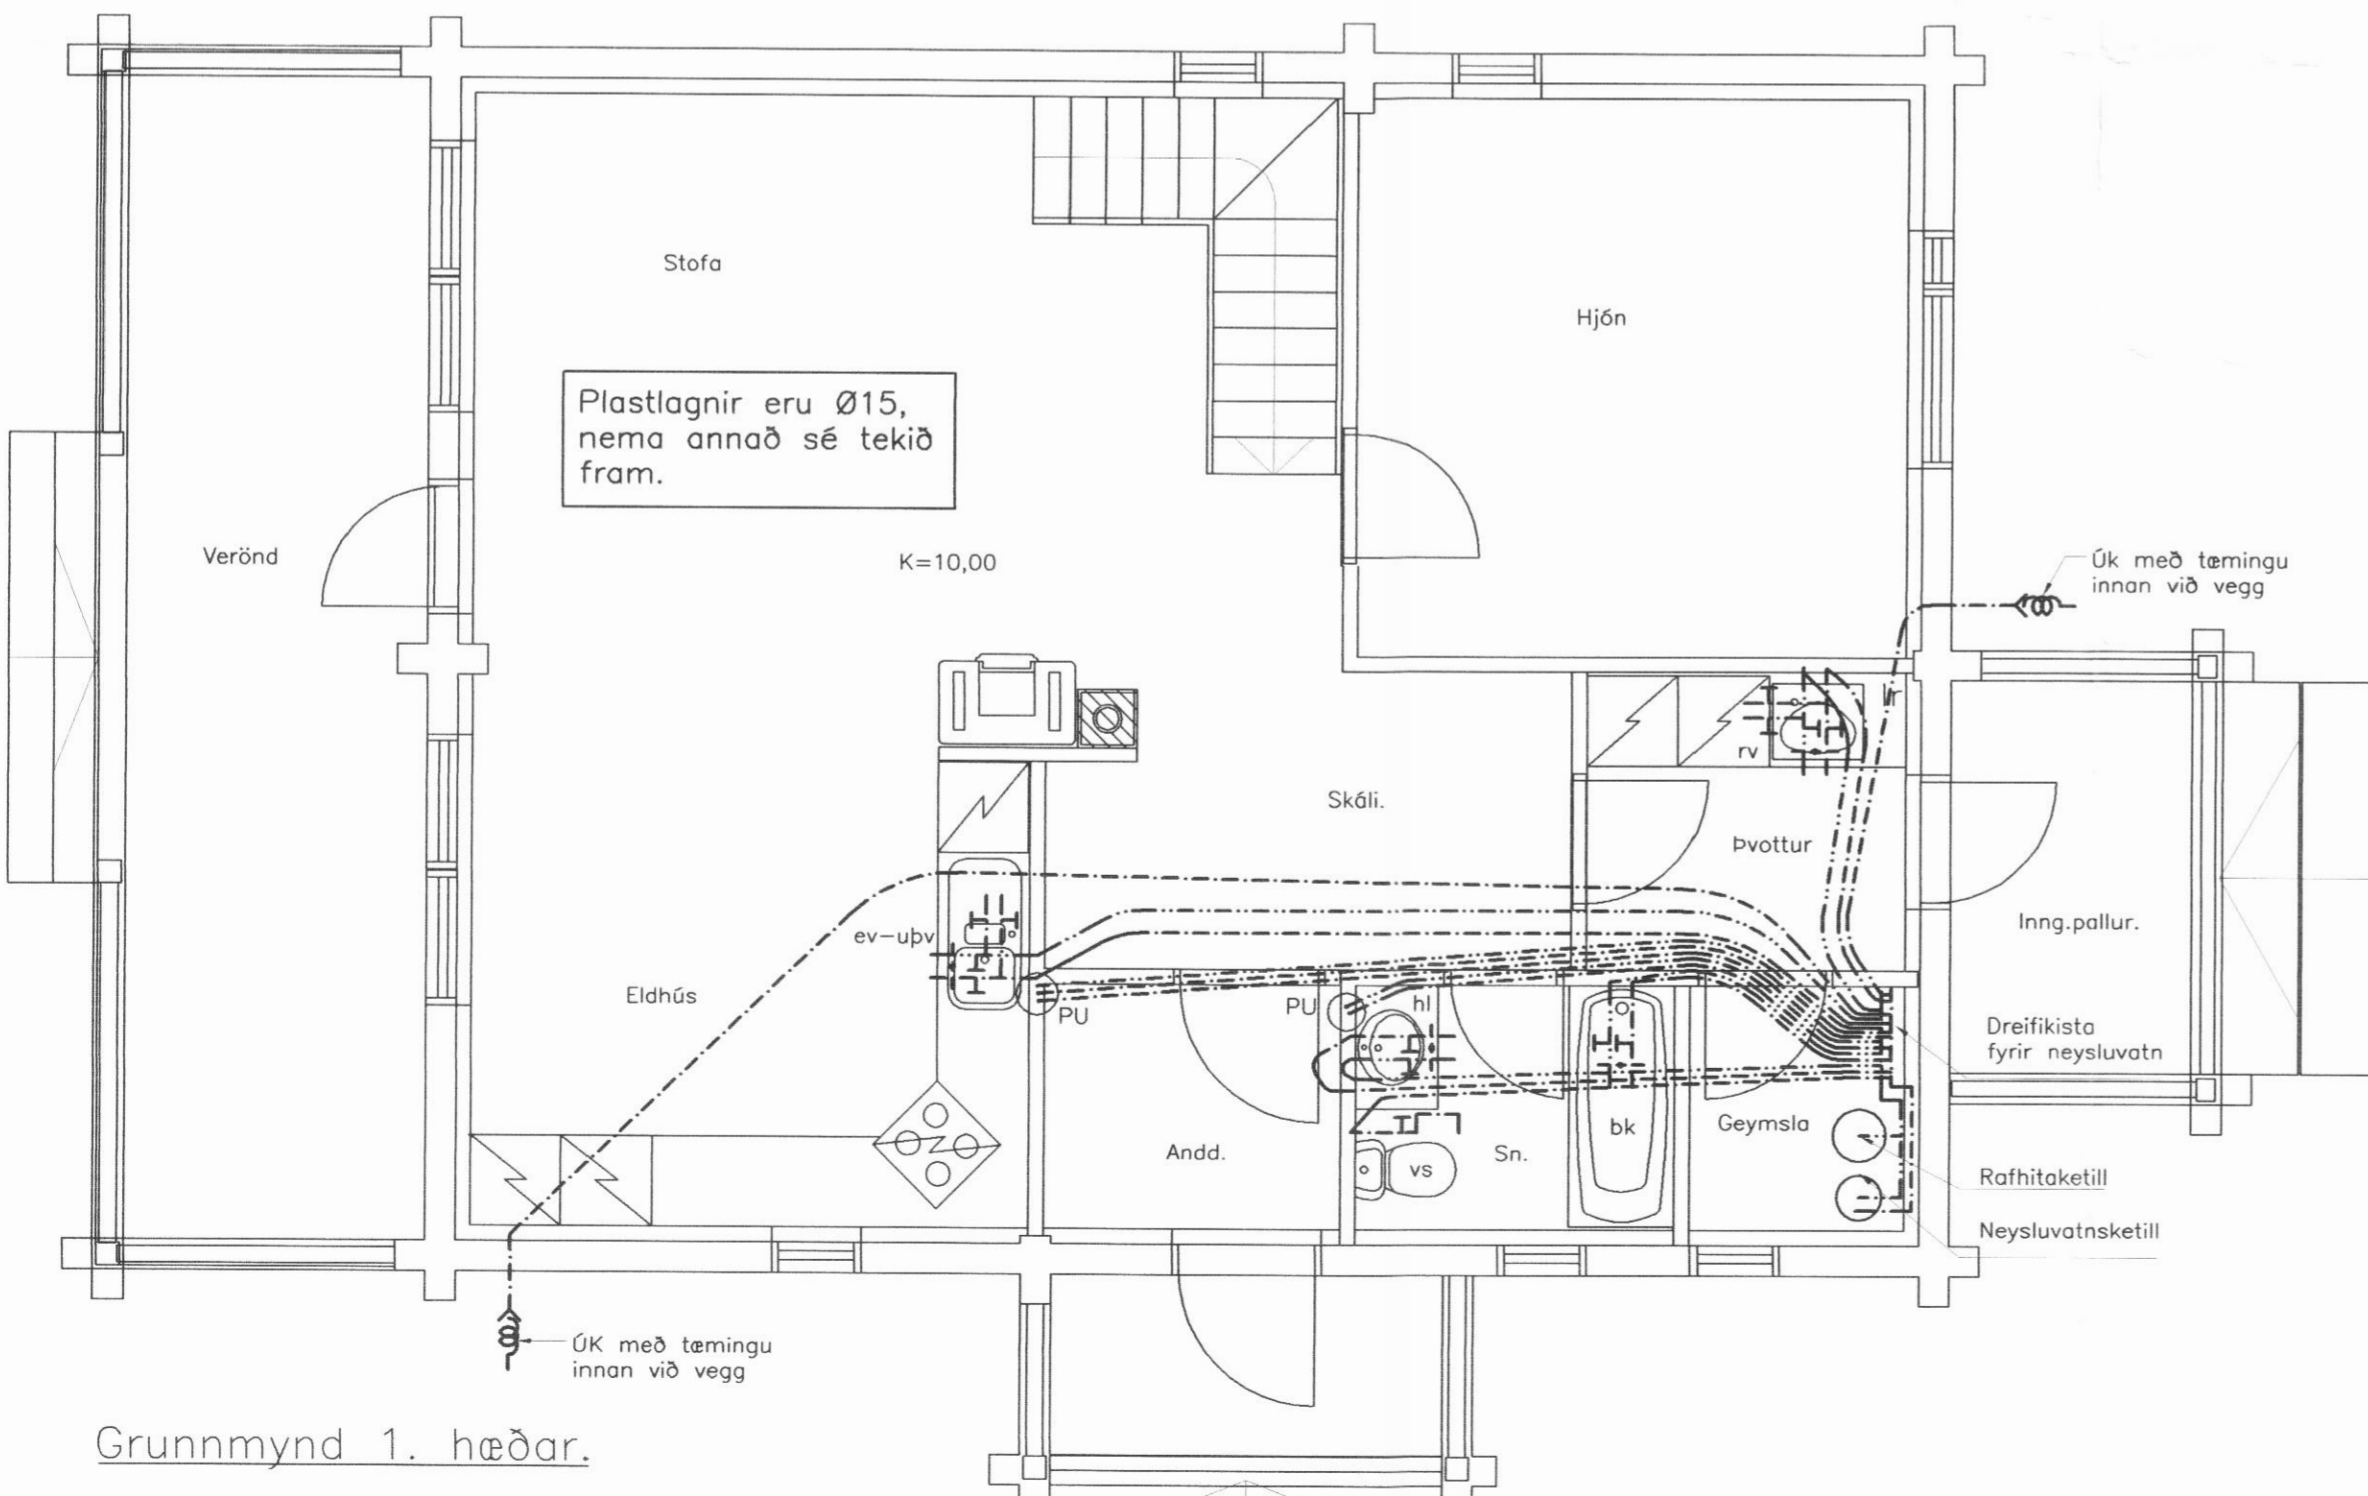 Stofa
Hjón
Plastlagnir eru Ø15,
nema annað sé tekið
fram.
Verönd
K=10,00
Úk með tæmingu
innan við vegg
rv
Skáli.
Þvottur
ev-uþv
Inng.pallur.
Eldhús
PU
PU
hl
Dreifikista
fyrir neysluvatn
Andd.
vs
Sn.
bk
Geymsla
Rafhitaketill
Neysluvatnsketill
ÚK með tæmingu
innan við vegg
Grunnmynd 1. hæðar.